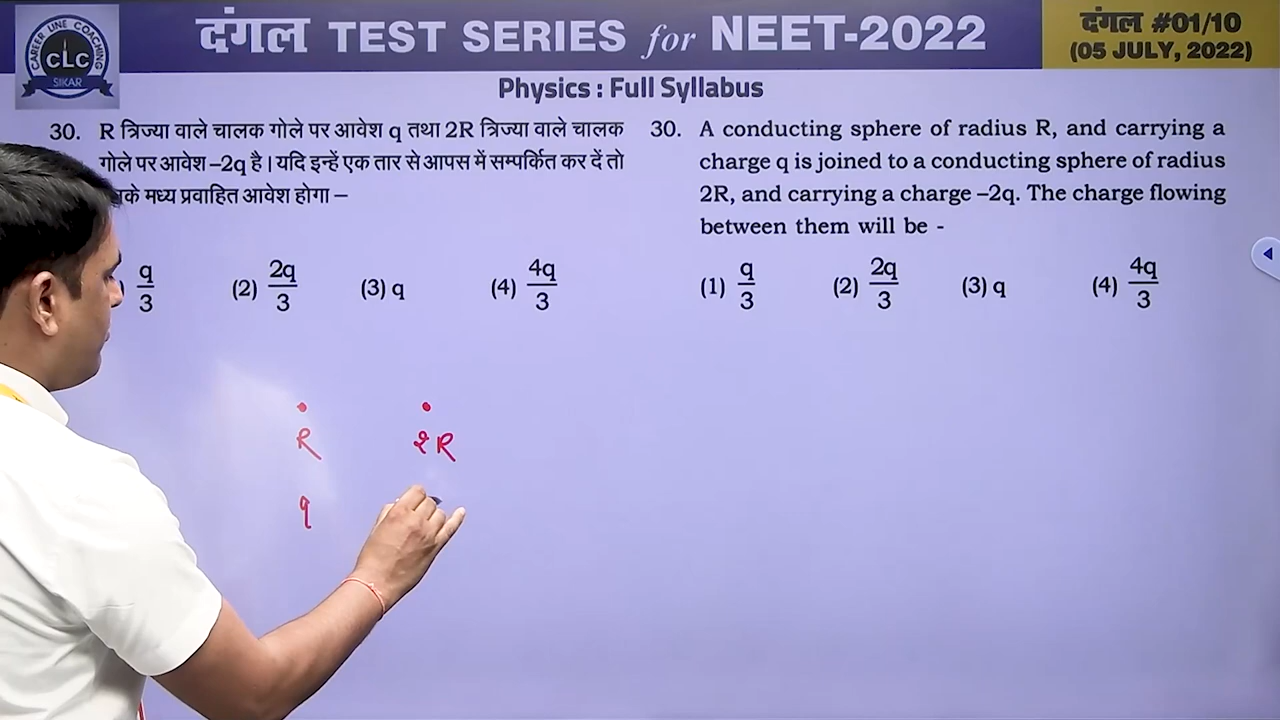 CAREER LINE COACHING
CLC
SIKAR
दंगल TEST SERIES for NEET-2022
दंगल #01/10
(05 JULY, 2022)
Physics : Full Syllabus
30. R त्रिज्या वाले चालक गोले पर आवेश q तथा 2R त्रिज्या वाले चालक
गोले पर आवेश –2q है। यदि इन्हें एक तार से आपस में सम्पर्कित कर दें तो
के मध्य प्रवाहित आवेश होगा –
q/3 (2) 2q/3 (3) q (4) 4q/3
30. A conducting sphere of radius R, and carrying a
charge q is joined to a conducting sphere of radius
2R, and carrying a charge –2q. The charge flowing
between them will be -
(1) q/3 (2) 2q/3 (3) q (4) 4q/3
R 2R
q